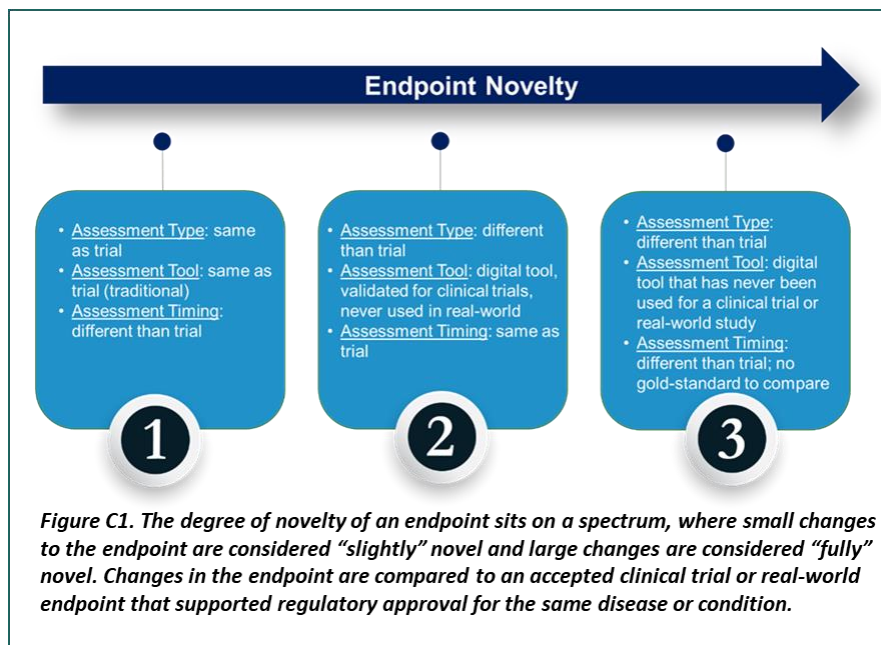 Endpoint Novelty
• Assessment Type: same
as trial
• Assessment Tool: same as
trial (traditional)
• Assessment Timing:
different than trial
1
• Assessment Type: different
than trial
• Assessment Tool: digital tool,
validated for clinical trials,
never used in real-world
• Assessment Timing: same as
trial
2
• Assessment Type:
different than trial
• Assessment Tool: digital
tool that has never been
used for a clinical trial or
real-world study
• Assessment Timing:
different than trial; no
gold-standard to compare
3
Figure C1. The degree of novelty of an endpoint sits on a spectrum, where small changes
to the endpoint are considered “slightly” novel and large changes are considered “fully”
novel. Changes in the endpoint are compared to an accepted clinical trial or real-world
endpoint that supported regulatory approval for the same disease or condition.